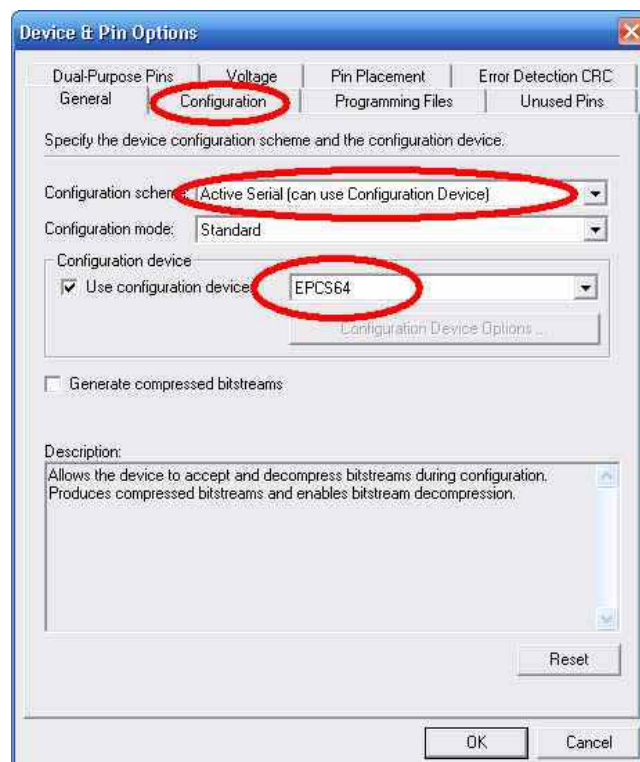 Device & Pin Options
Dual-Purpose Pins Voltage Pin Placement Error Detection CRC
General Configuration Programming Files Unused Pins
Specify the device configuration scheme and the configuration device.
Configuration scheme: Active Serial (can use Configuration Device)
Configuration mode: Standard
Configuration device
Use configuration device: EPCS64
Configuration Device Options ...
Generate compressed bitstreams
Description:
Allows the device to accept and decompress bitstreams during configuration.
Produces compressed bitstreams and enables bitstream decompression.
Reset
OK Cancel